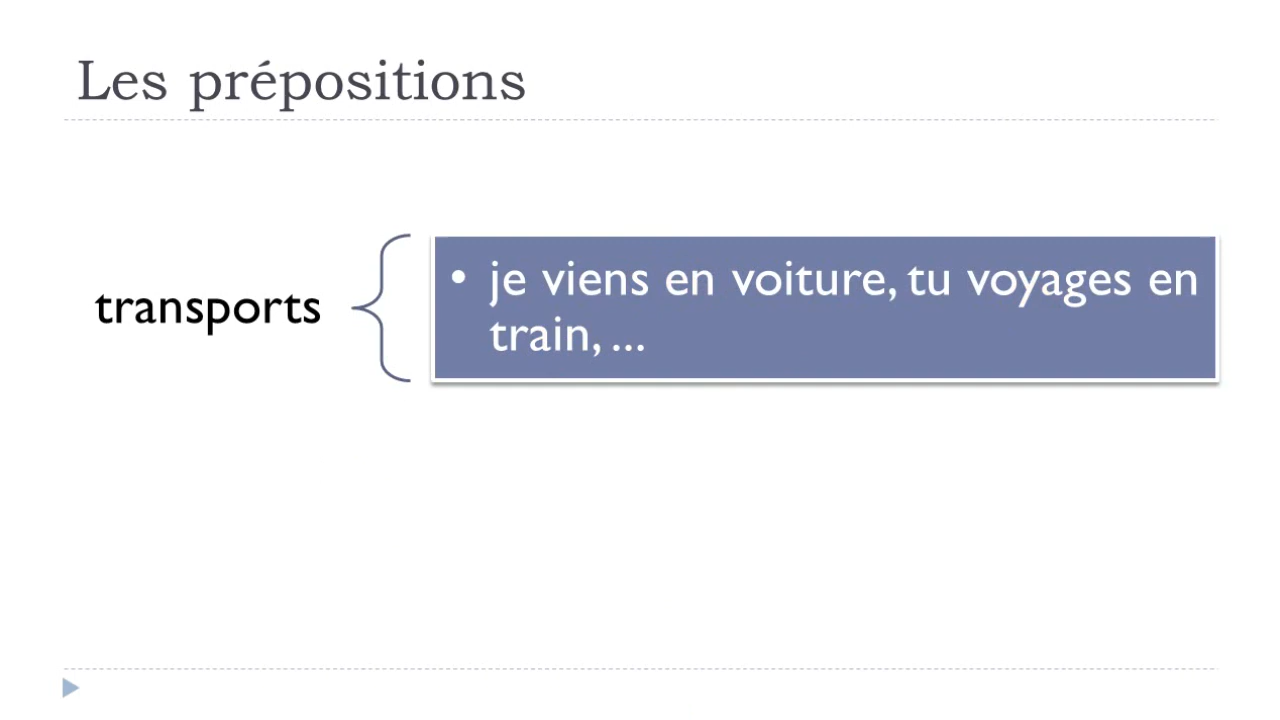 Les prépositions
transports
• je viens en voiture, tu voyages en
train, ...